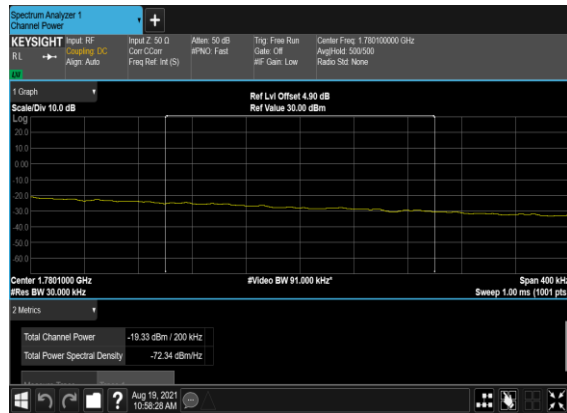 Spectrum Analyzer 1
Channel Power
KEYSIGHT Input: RF
Coupling: DC
Align: Auto
RL
Input Z: 50 Ω
Corr CCorr
Freq Ref: Int (S)
Atten: 50 dB
#PNO: Fast
Trig: Free Run
Gate: Off
#IF Gain: Low
Center Freq: 1.780100000 GHz
Avg|Hold: 500/500
Radio Std: None
1 Graph
Scale/Div 10.0 dB
Ref Lvl Offset 4.90 dB
Ref Value 30.00 dBm
Log
20.0
10.0
0.00
-10.0
-20.0
-30.0
-40.0
-50.0
-60.0
Center 1.7801000 GHz
#Res BW 30.000 kHz
#Video BW 91.000 kHz*
Span 400 kHz
Sweep 1.00 ms (1001 pts)
2 Metrics
Total Channel Power -19.33 dBm / 200 kHz
Total Power Spectral Density -72.34 dBm/Hz
Aug 19, 2021
10:58:28 AM